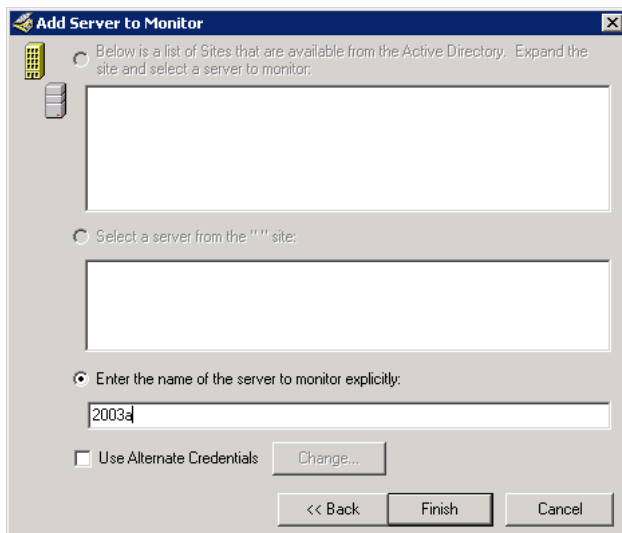 Add Server to Monitor
Below is a list of Sites that are available from the Active Directory. Expand the
site and select a server to monitor:
Select a server from the " " site:
Enter the name of the server to monitor explicitly:
2003a
Use Alternate Credentials
Change...
<< Back
Finish
Cancel